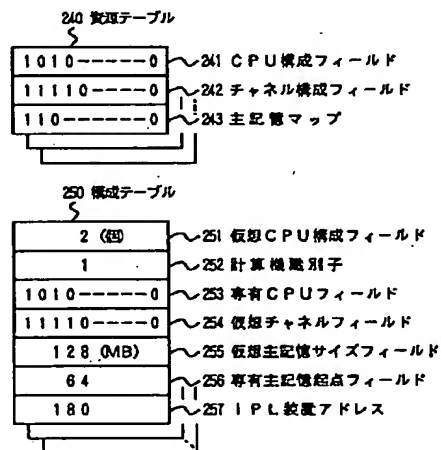 240 資源テーブル
1010-----0 241 CPU構成フィールド
11110----0 242 チャネル構成フィールド
110------0 243 主記憶マップ
250 構成テーブル
2 (個) 251 仮想CPU構成フィールド
1 252 計算機識別子
1010-----0 253 専有CPUフィールド
11110----0 254 仮想チャネルフィールド
128 (MB) 255 仮想主記憶サイズフィールド
64 256 専有主記憶起点フィールド
180 257 IPL装置アドレス